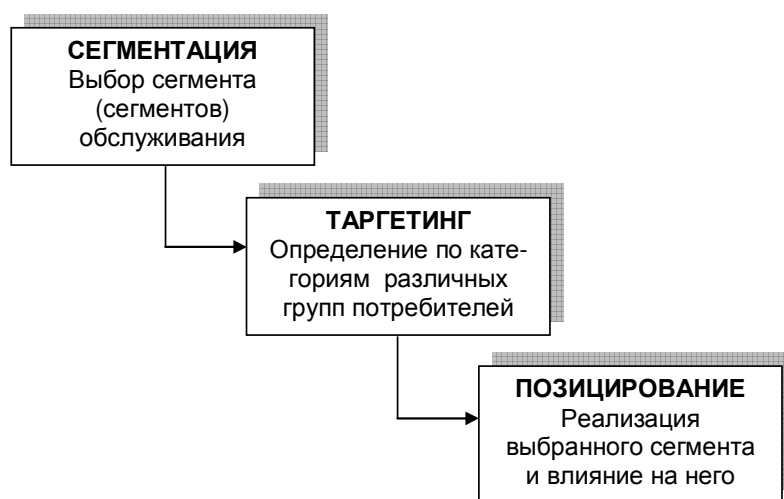 СЕГМЕНТАЦИЯ
Выбор сегмента
(сегментов)
обслуживания
ТАРГЕТИНГ
Определение по кате-
гориям различных
групп потребителей
ПОЗИЦИРОВАНИЕ
Реализация
выбранного сегмента
и влияние на него